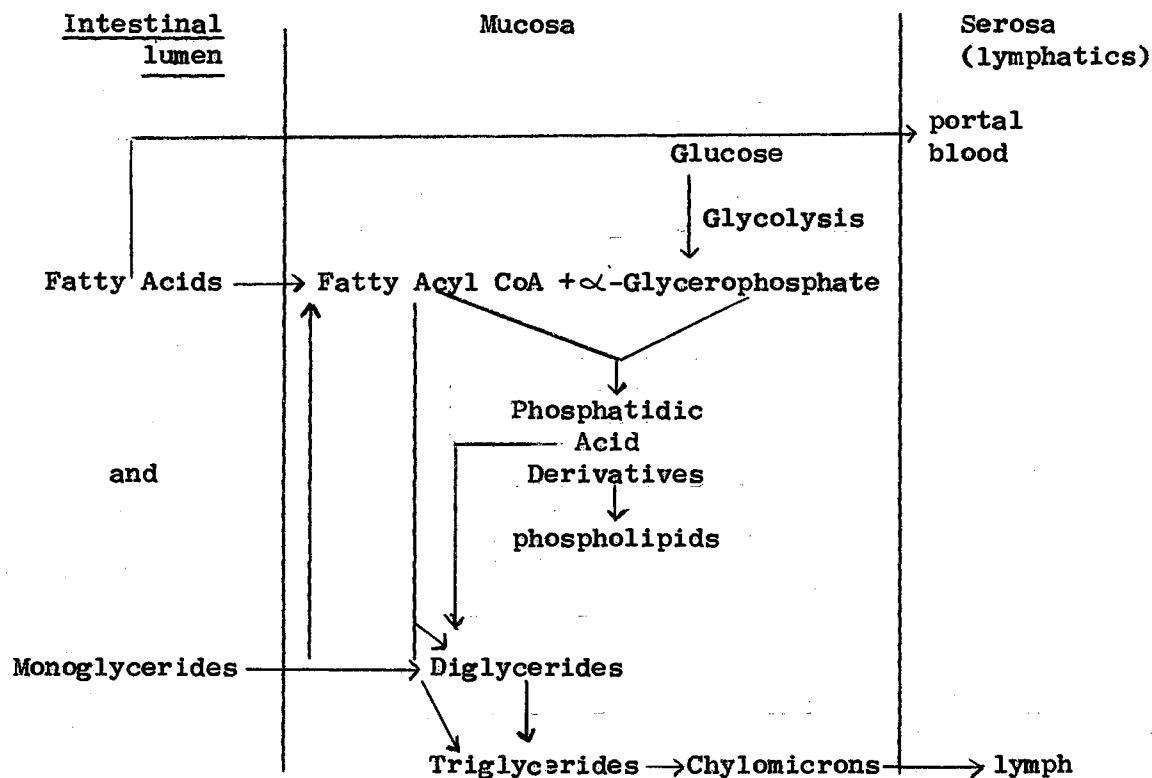 Intestinal lumen
Mucosa
Serosa (lymphatics)
portal blood
Glucose
Glycolysis
Fatty Acids
Fatty Acyl CoA + α-Glycerophosphate
Phosphatidic
Acid
Derivatives
and
phospholipids
Monoglycerides
Diglycerides
Triglycerides
Chylomicrons
lymph